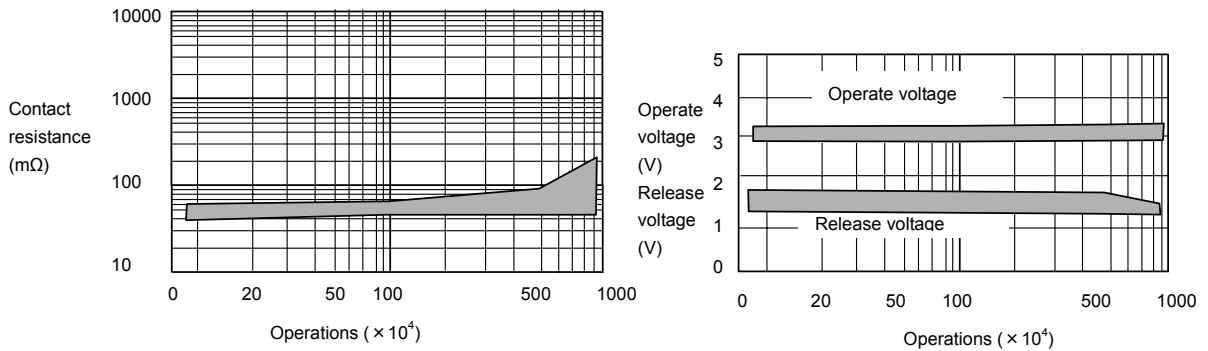 10000
1000
100
10
Contact
resistance
(mΩ)
0 20 50 100 500 1000
Operations (×10⁴)
5
4
3
2
1
0
Operate
voltage
(V)
Release
voltage
(V)
Operate voltage
Release voltage
0 20 50 100 500 1000
Operations (×10⁴)